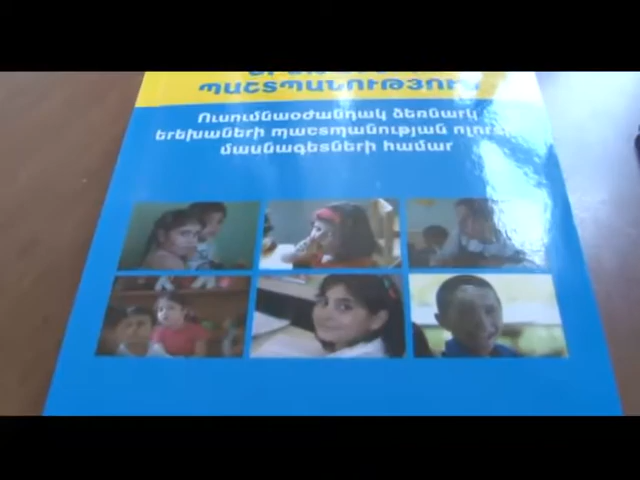 ՊԱՇՏՊԱՆՈՒԹՅՈՒՆ
Ուսումնաօժանդակ ձեռնարկ
երեխաների պաշտպանության ոլորտի
մասնագետների համար